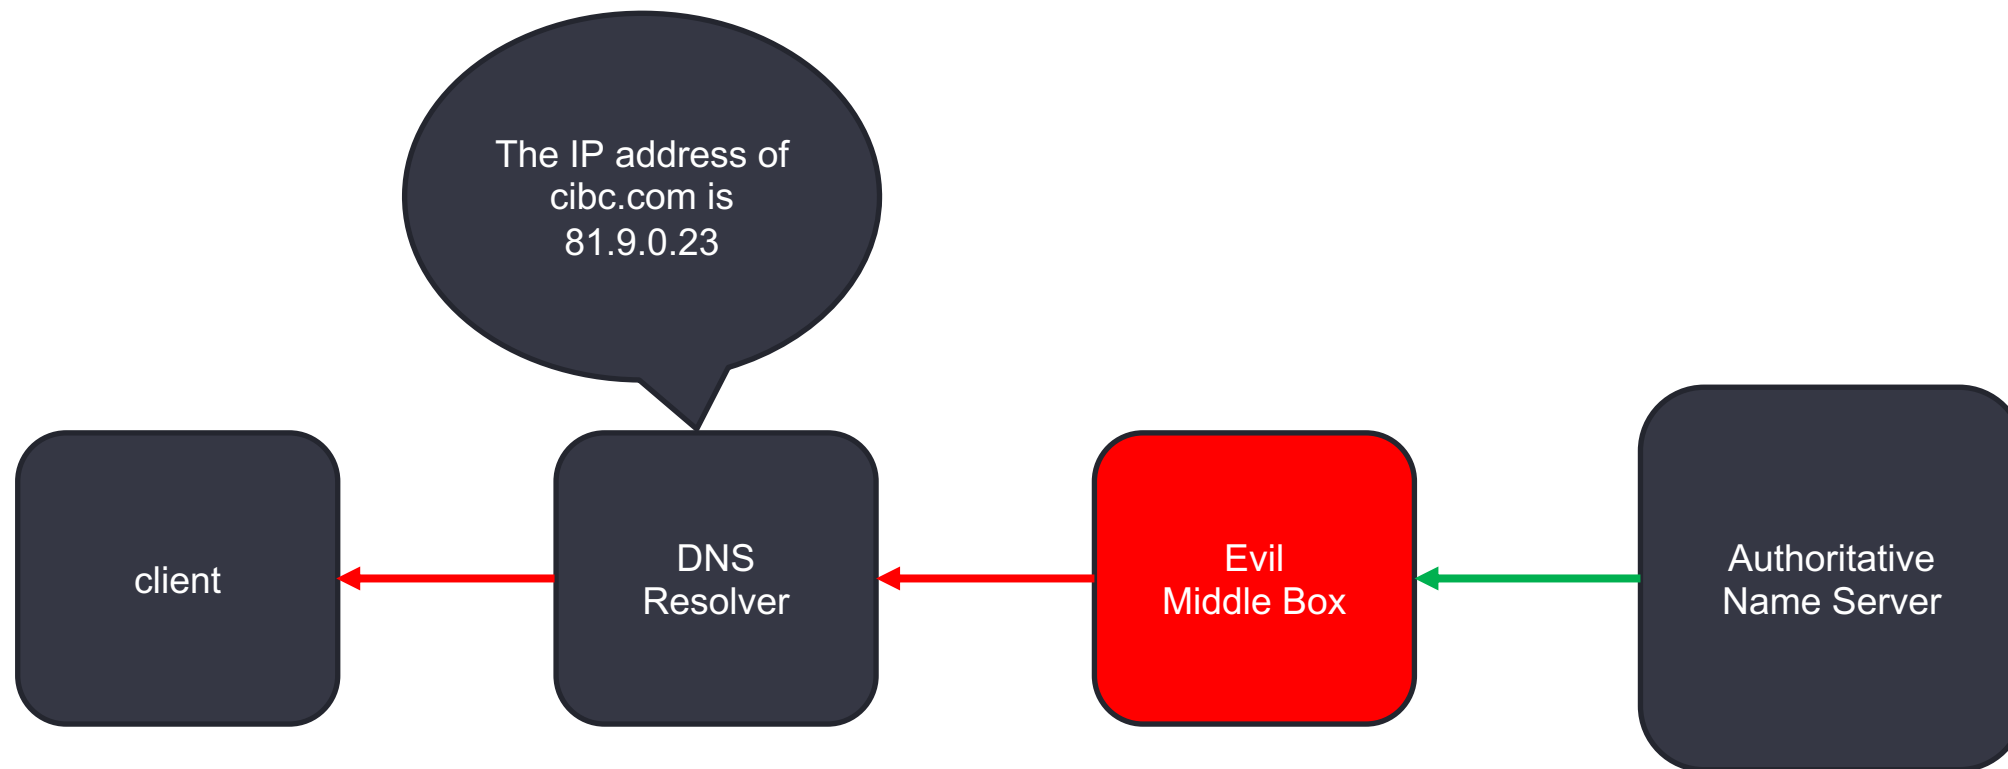 The IP address of
cibc.com is
81.9.0.23
client
DNS
Resolver
Evil
Middle Box
Authoritative
Name Server